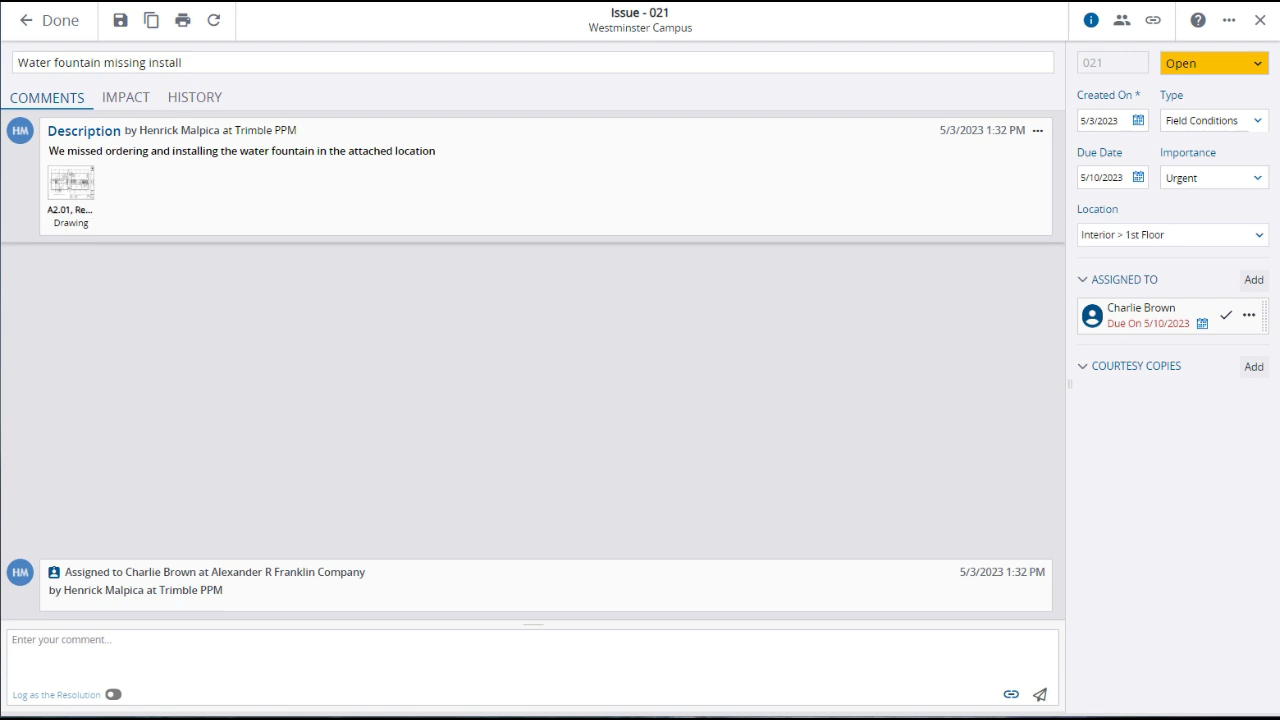 Done
Issue - 021
Westminster Campus
Water fountain missing install
COMMENTS IMPACT HISTORY
HM
Description by Henrick Malpica at Trimble PPM
5/3/2023 1:32 PM
We missed ordering and installing the water fountain in the attached location
A2.01, Re...
Drawing
HM
Assigned to Charlie Brown at Alexander R Franklin Company
5/3/2023 1:32 PM
by Henrick Malpica at Trimble PPM
Enter your comment...
Log as the Resolution
021 Open
Created On * Type
5/3/2023 Field Conditions
Due Date Importance
5/10/2023 Urgent
Location
Interior > 1st Floor
ASSIGNED TO Add
Charlie Brown
Due On 5/10/2023
COURTESY COPIES Add